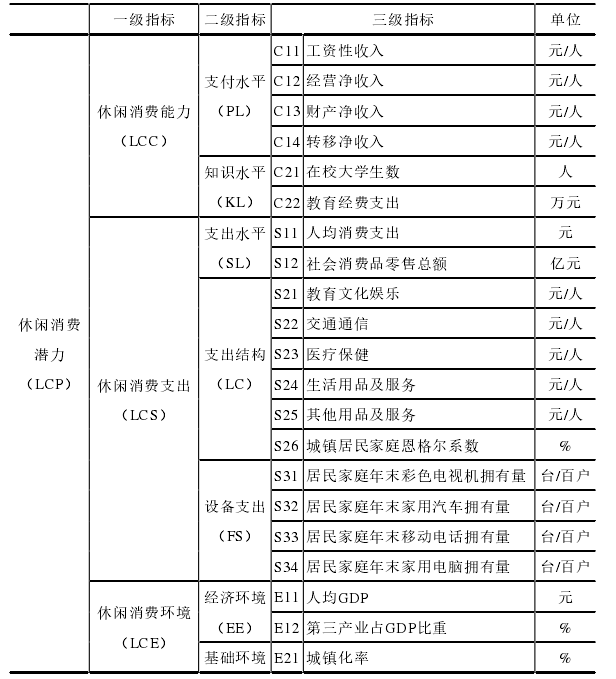 一级指标 二级指标 三级指标 单位
C11 工资性收入 元/人
支付水平 C12 经营净收入 元/人
休闲消费能力 （PL） C13 财产净收入 元/人
（LCC） C14 转移净收入 元/人
知识水平 C21 在校大学生数 人
（KL） C22 教育经费支出 万元
支出水平 S11 人均消费支出 元
（SL） S12 社会消费品零售总额 亿元
S21 教育文化娱乐 元/人
休闲消费 S22 交通通信 元/人
潜力 支出结构 S23 医疗保健 元/人
（LCP） 休闲消费支出 （LC） S24 生活用品及服务 元/人
（LCS） S25 其他用品及服务 元/人
S26 城镇居民家庭恩格尔系数 %
S31 居民家庭年末彩色电视机拥有量 台/百户
设备支出 S32 居民家庭年末家用汽车拥有量 台/百户
（FS） S33 居民家庭年末移动电话拥有量 台/百户
S34 居民家庭年末家用电脑拥有量 台/百户
经济环境 E11 人均GDP 元
休闲消费环境 （EE） E12 第三产业占GDP比重 %
（LCE） 基础环境 E21 城镇化率 %